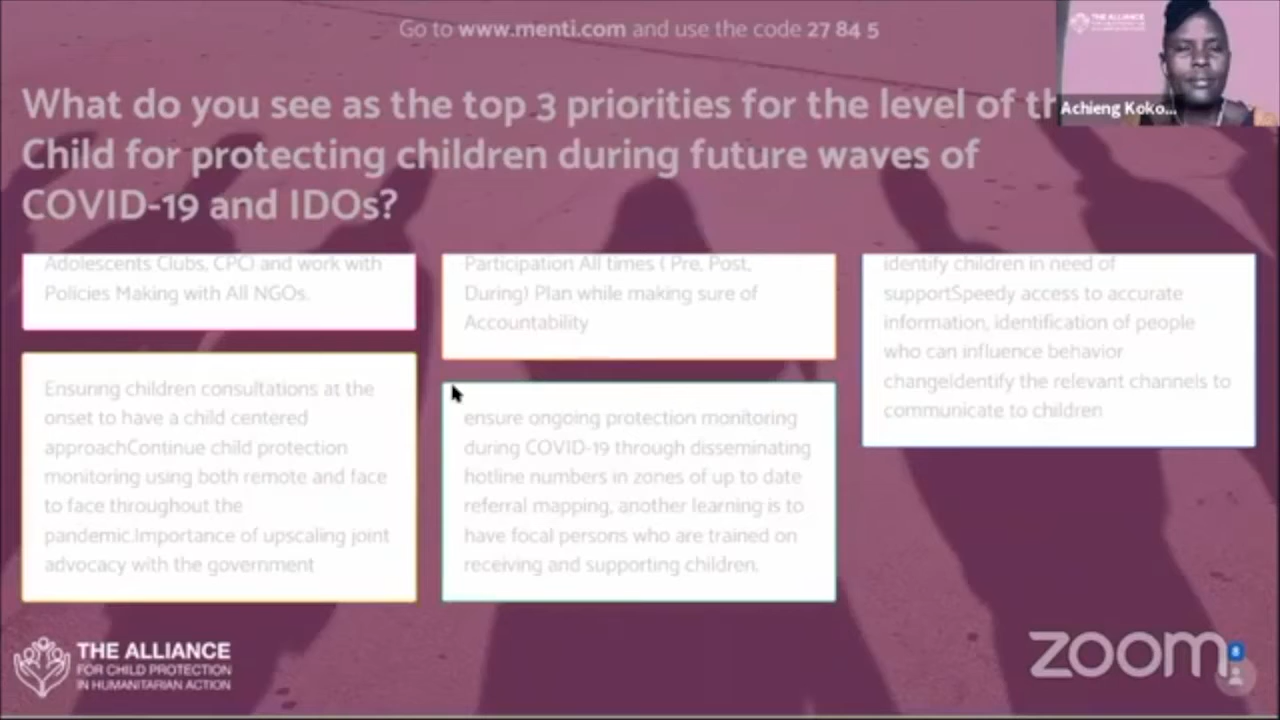 Go to www.menti.com and use the code 27 84 5
THE ALLIANCE
What do you see as the top 3 priorities for the level of th
Achieng Koko...
Child for protecting children during future waves of
COVID-19 and IDOs?
Adolescents Clubs, CPC) and work with
Policies Making with All NGOs.
Participation All times ( Pre, Post,
During) Plan while making sure of
Accountability
identify children in need of
supportSpeedy access to accurate
information, identification of people
who can influence behavior
changeIdentify the relevant channels to
communicate to children
Ensuring children consultations at the
onset to have a child centered
approachContinue child protection
monitoring using both remote and face
to face throughout the
pandemic.Importance of upscaling joint
advocacy with the government
ensure ongoing protection monitoring
during COVID-19 through disseminating
hotline numbers in zones of up to date
referral mapping, another learning is to
have focal persons who are trained on
receiving and supporting children.
THE ALLIANCE
FOR CHILD PROTECTION
IN HUMANITARIAN ACTION
zoom
8